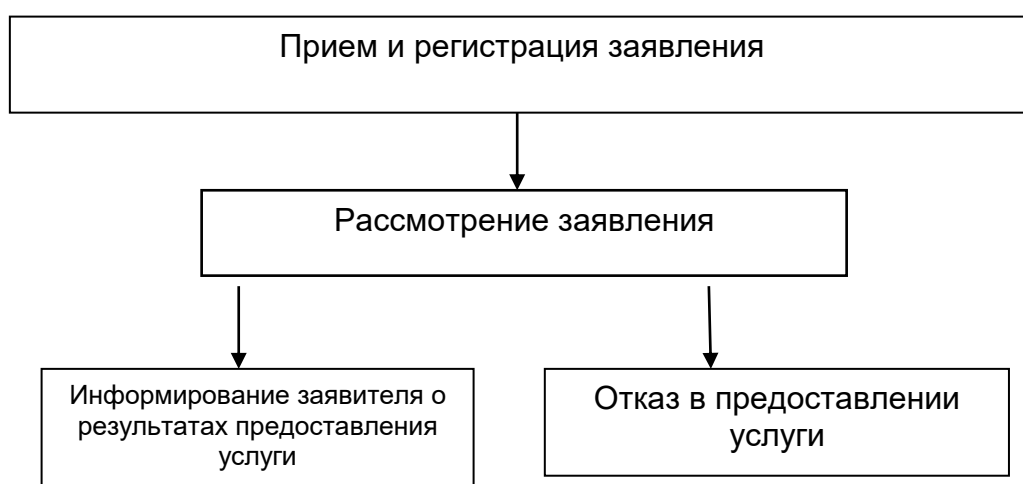 Прием и регистрация заявления
Рассмотрение заявления
Информирование заявителя о
результатах предоставления
услуги
Отказ в предоставлении
услуги